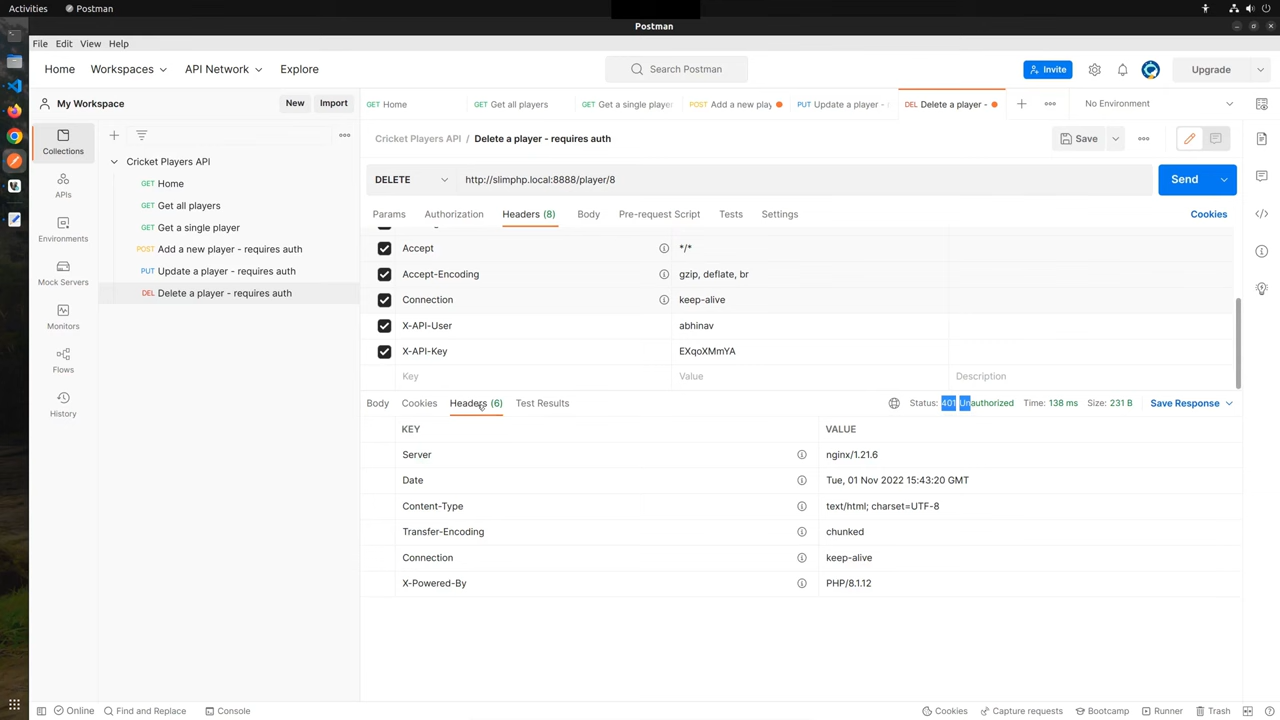 Activities Postman
Postman
File Edit View Help
Home Workspaces API Network Explore Search Postman Invite Upgrade
My Workspace New Import
Home Get all players Get a single player Add a new play Update a player - Delete a player - No Environment
GET GET GET POST PUT DEL
Collections
APIs
Environments
Mock Servers
Monitors
Flows
History
Cricket Players API
GET Home
GET Get all players
GET Get a single player
POST Add a new player - requires auth
PUT Update a player - requires auth
DEL Delete a player - requires auth
Cricket Players API / Delete a player - requires auth Save
DELETE http://slimphp.local:8888/player/8 Send
Params Authorization Headers (8) Body Pre-request Script Tests Settings Cookies
Accept */*
Accept-Encoding gzip, deflate, br
Connection keep-alive
X-API-User abhinav
X-API-Key EXqoXMmYA
Key Value Description
Body Cookies Headers (6) Test Results Status: 401 Unauthorized Time: 138 ms Size: 231 B Save Response
KEY VALUE
Server nginx/1.21.6
Date Tue, 01 Nov 2022 15:43:20 GMT
Content-Type text/html; charset=UTF-8
Transfer-Encoding chunked
Connection keep-alive
X-Powered-By PHP/8.1.12
Online Find and Replace Console Cookies Capture requests Bootcamp Runner Trash